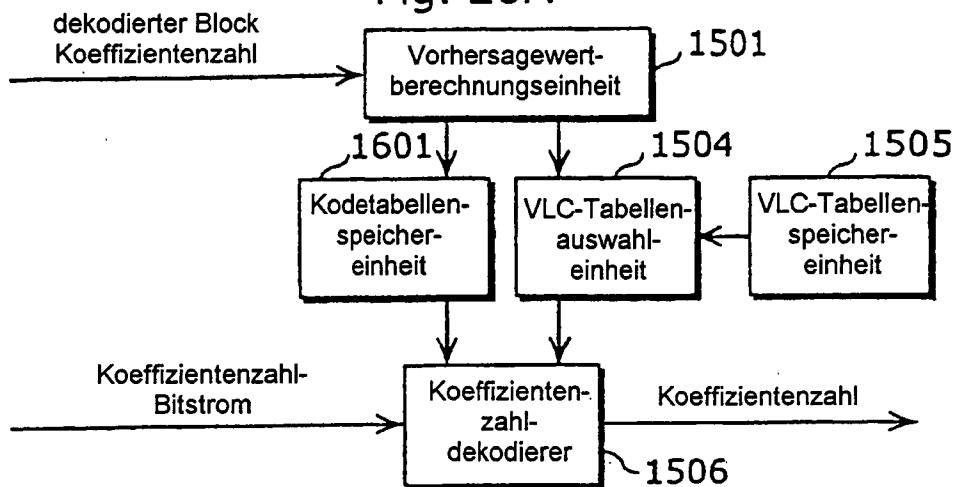 dekodierter Block
Koeffizientenzahl
Vorhersagewert-
berechnungseinheit
1501
1601
1504
1505
Kodetabellen-
speicher-
einheit
VLC-Tabellen-
auswahl-
einheit
VLC-Tabellen-
speicher-
einheit
Koeffizientenzahl-
Bitstrom
Koeffizienten-
zahl-
dekodierer
Koeffizientenzahl
1506